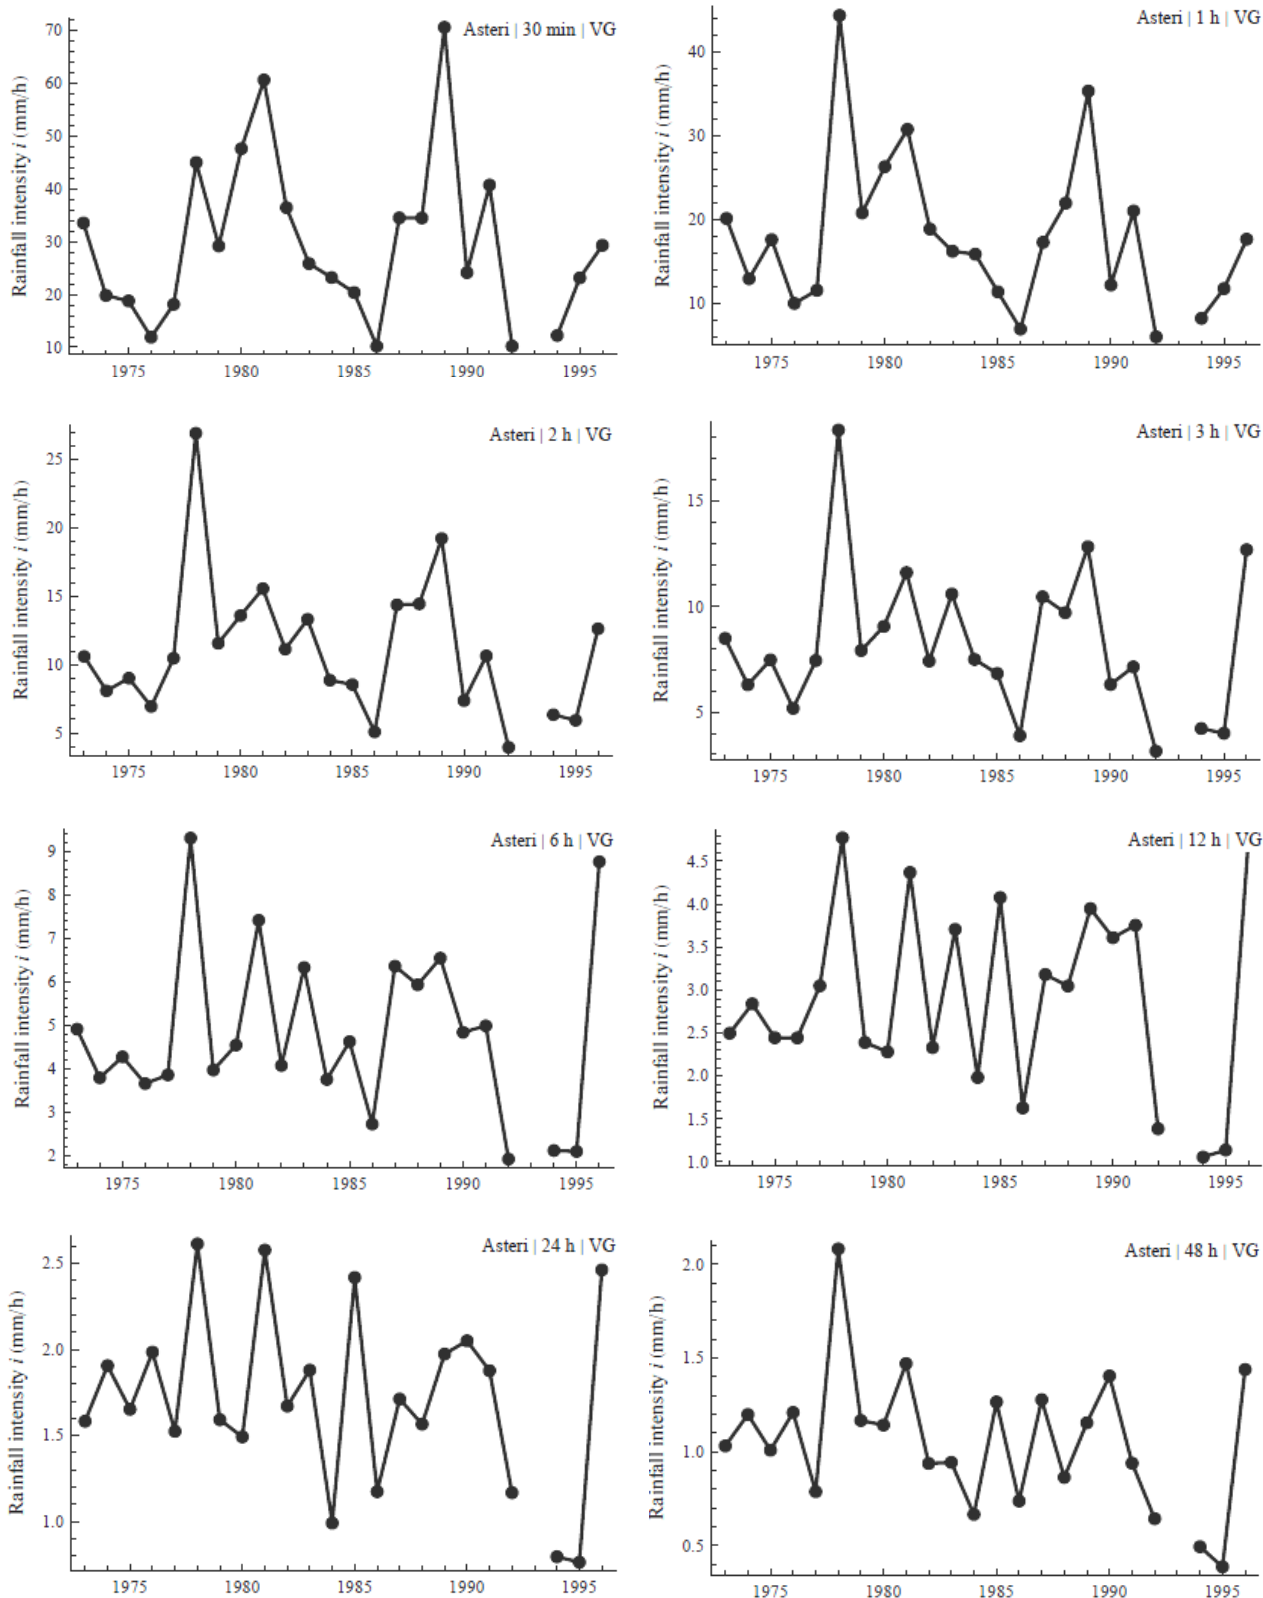 Asteri | 30 min | VG
Rainfall intensity i (mm/h)
70
60
50
40
30
20
10
1975 1980 1985 1990 1995
Asteri | 1 h | VG
Rainfall intensity i (mm/h)
40
30
20
10
1975 1980 1985 1990 1995
Asteri | 2 h | VG
Rainfall intensity i (mm/h)
25
20
15
10
5
1975 1980 1985 1990 1995
Asteri | 3 h | VG
Rainfall intensity i (mm/h)
15
10
5
1975 1980 1985 1990 1995
Asteri | 6 h | VG
Rainfall intensity i (mm/h)
9
8
7
6
5
4
3
2
1975 1980 1985 1990 1995
Asteri | 12 h | VG
Rainfall intensity i (mm/h)
4.5
4.0
3.5
3.0
2.5
2.0
1.5
1.0
1975 1980 1985 1990 1995
Asteri | 24 h | VG
Rainfall intensity i (mm/h)
2.5
2.0
1.5
1.0
1975 1980 1985 1990 1995
Asteri | 48 h | VG
Rainfall intensity i (mm/h)
2.0
1.5
1.0
0.5
1975 1980 1985 1990 1995